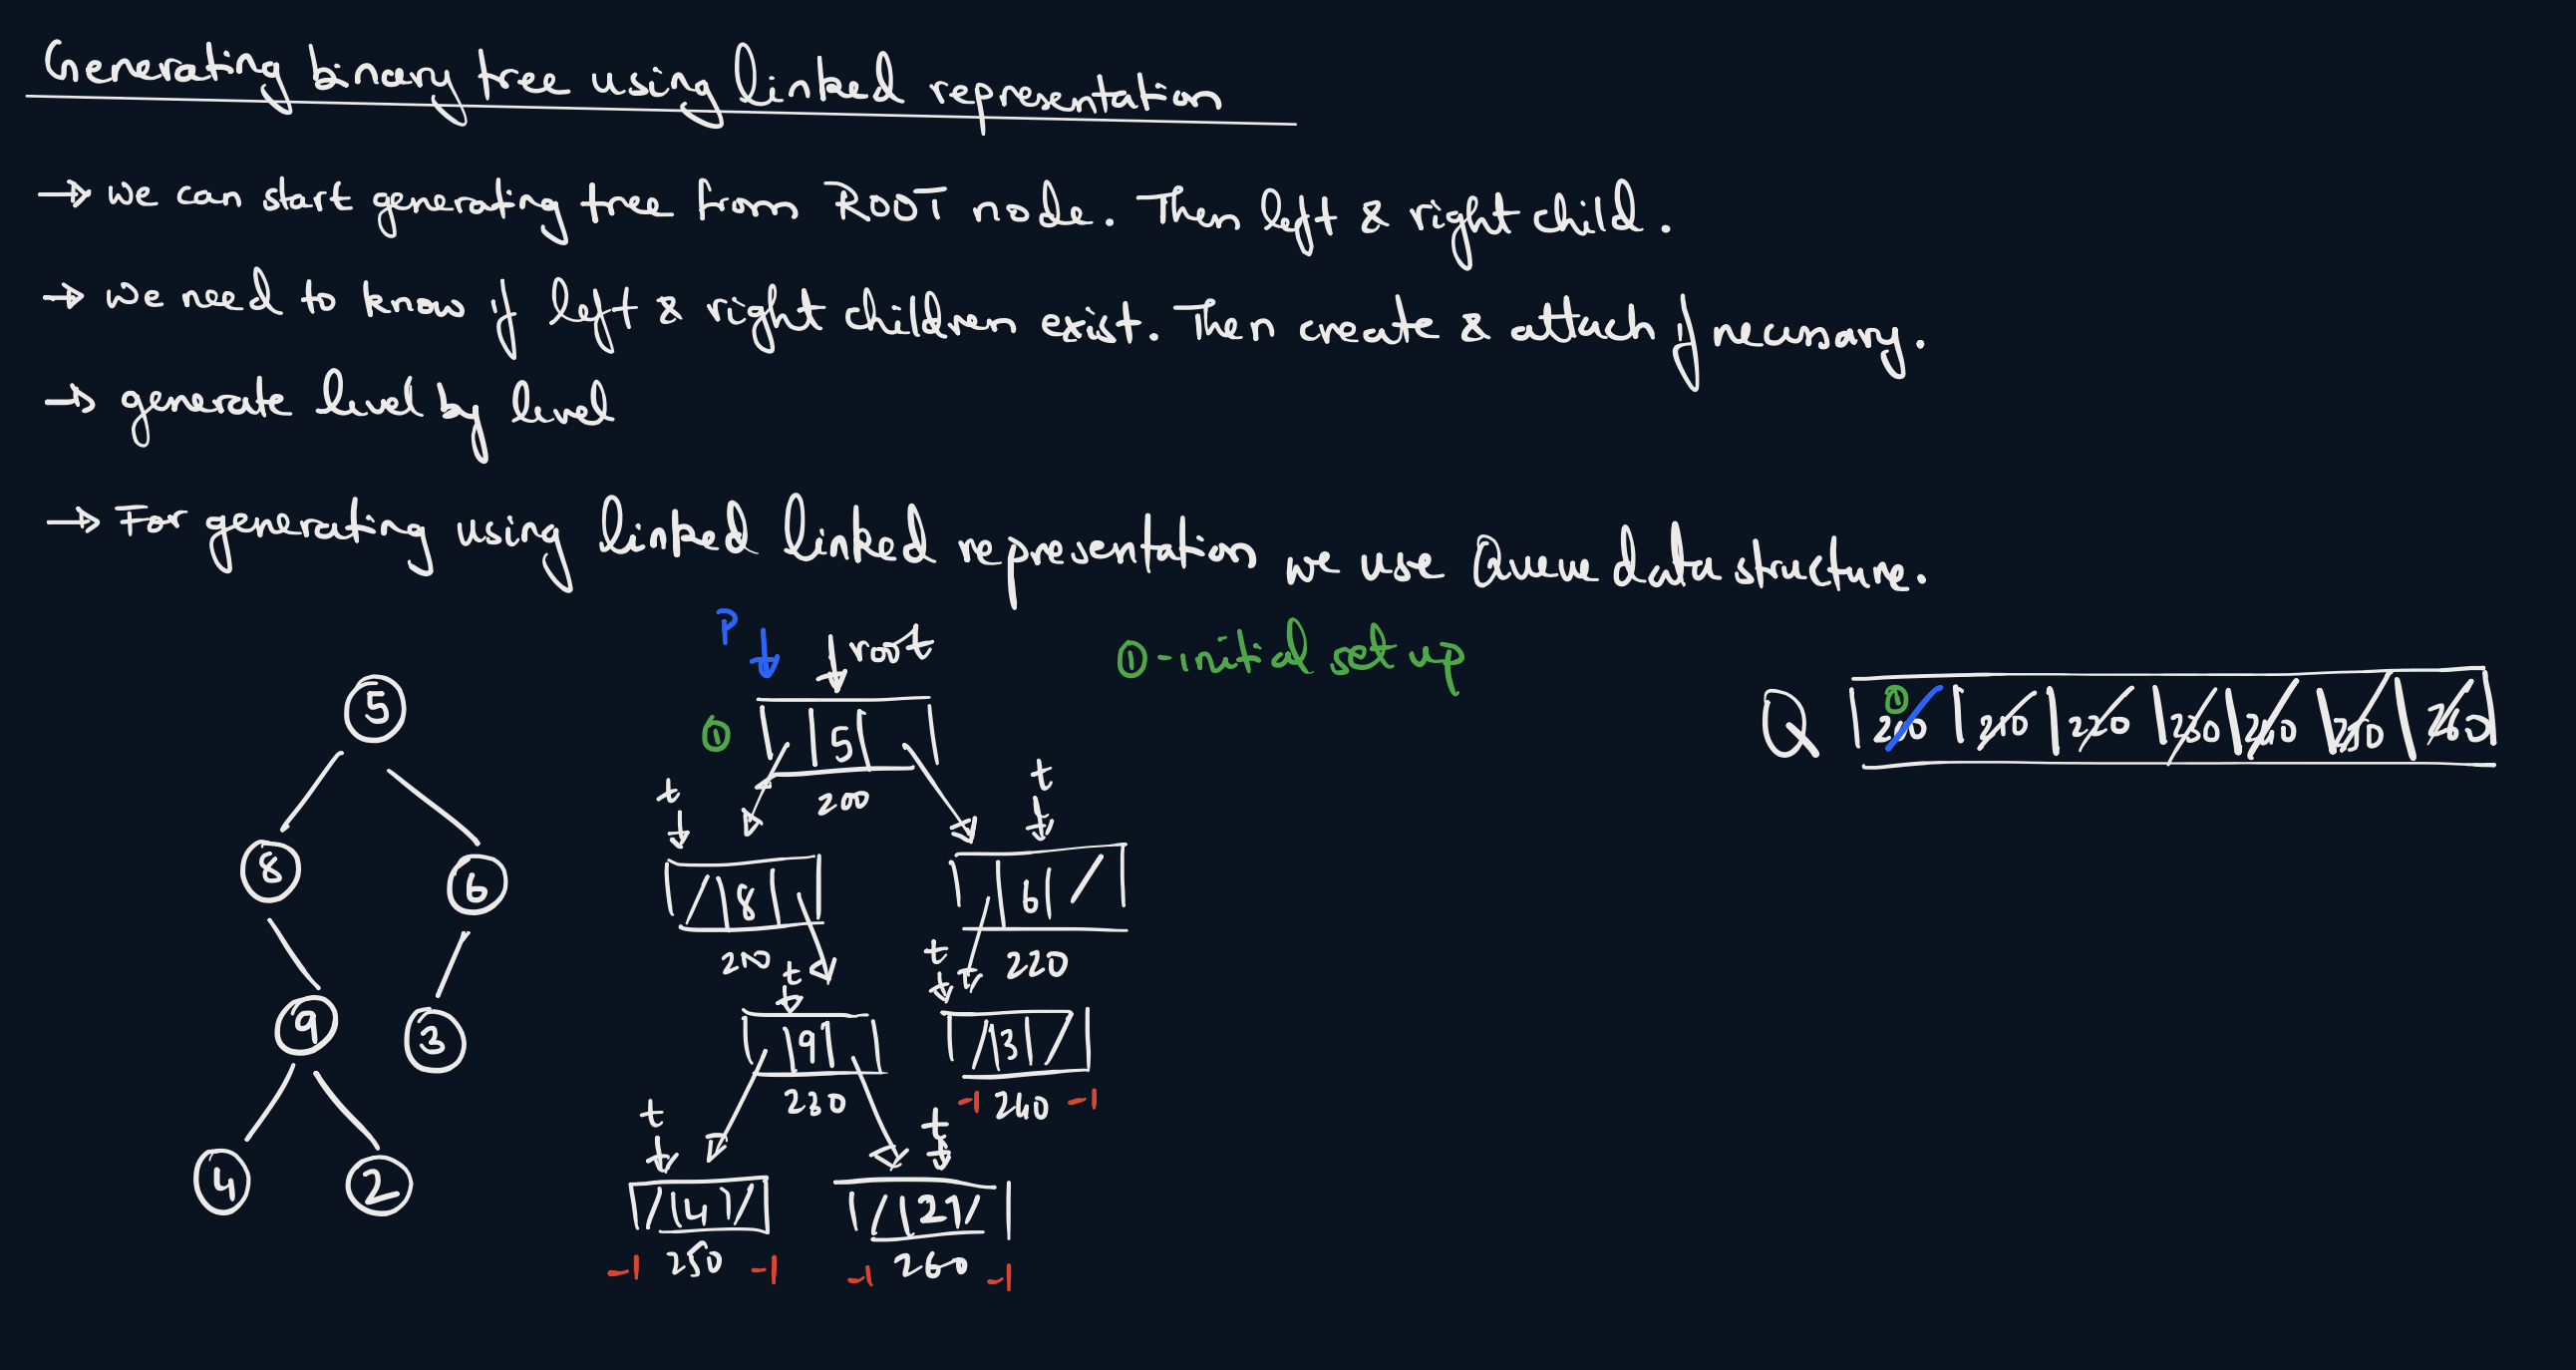 Generating binary tree using linked representation
→ we can start generating tree from ROOT node. Then left & right child.
→ we need to know if left & right children exist. Then create & attach if necessary.
→ generate level by level
→ For generating using linked linked representation we use Queue data structure.
P root ①-initial set up
5 ① 5 Q ① 200 210 220 230 240 250 260
t 200 t
8 6 8 6
210 t t 220
9 3 9 3
230 -1 240 -1
t t
4 2 4 2
-1 250 -1 -1 260 -1